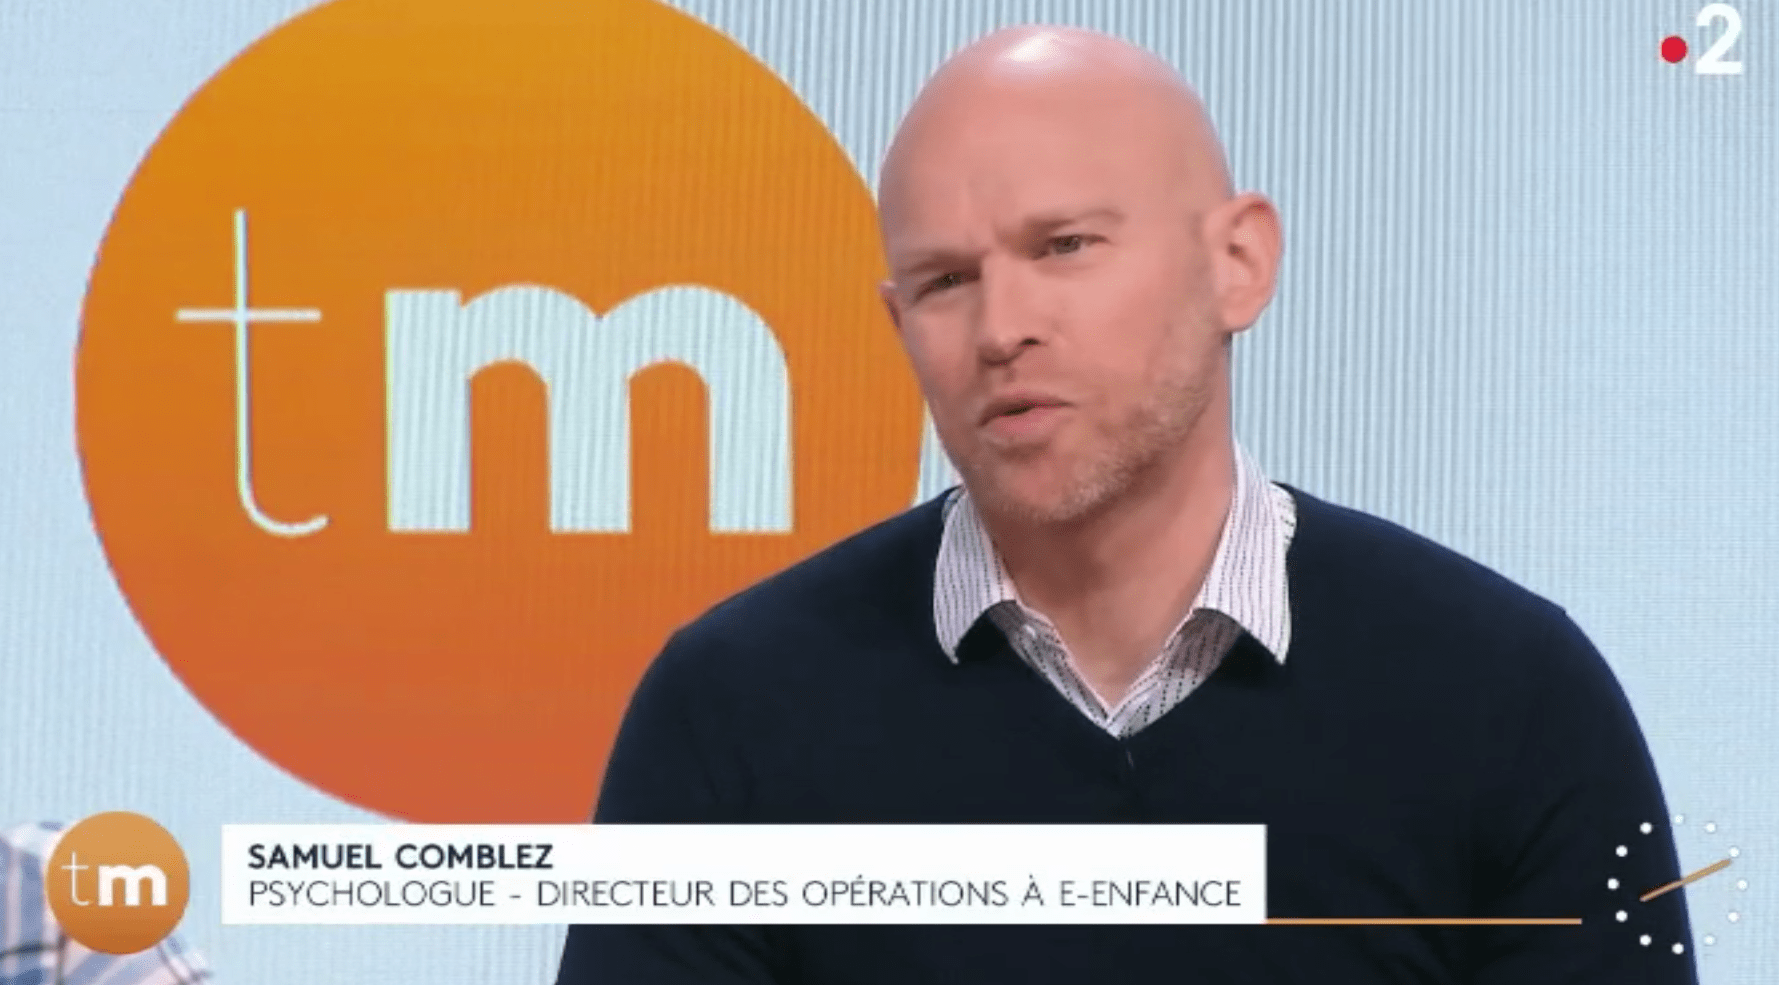 2
tm
tm
SAMUEL COMBLEZ
PSYCHOLOGUE - DIRECTEUR DES OPÉRATIONS À E-ENFANCE